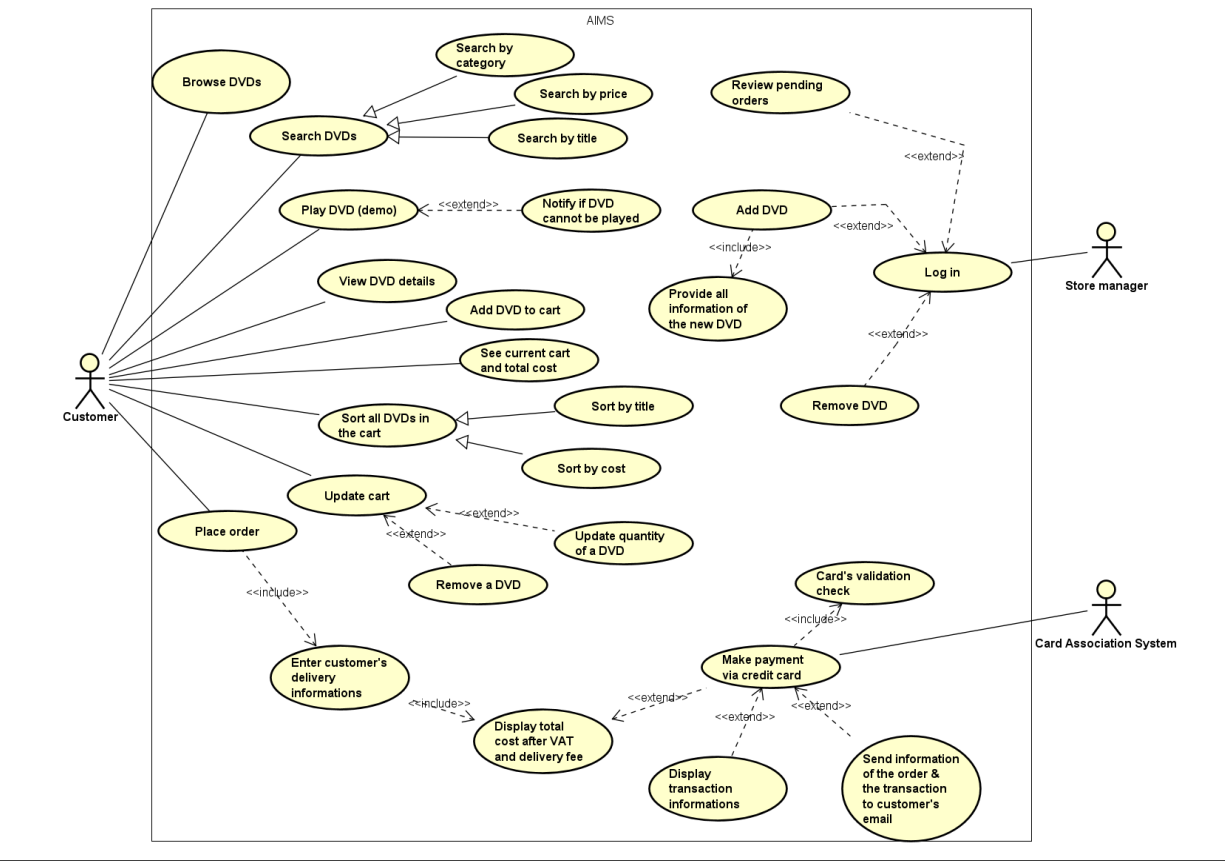 AIMS
Search by
category
Browse DVDs
Search by price
Review pending
orders
Search DVDs
Search by title
<<extend>>
Play DVD (demo)
<<extend>>
Notify if DVD
cannot be played
Add DVD
<<extend>>
<<include>>
Log in
Store manager
View DVD details
Provide all
information of
the new DVD
Add DVD to cart
<<extend>>
See current cart
and total cost
Customer
Sort all DVDs in
the cart
Sort by title
Remove DVD
Sort by cost
Update cart
<<extend>>
Place order
<<extend>>
Update quantity
of a DVD
Remove a DVD
Card's validation
check
<<include>>
<<include>>
Card Association System
Enter customer's
delivery
informations
Make payment
via credit card
<<include>>
<<extend>>
<<extend>>
<<extend>>
Display total
cost after VAT
and delivery fee
Display
transaction
informations
Send information
of the order &
the transaction
to customer's
email